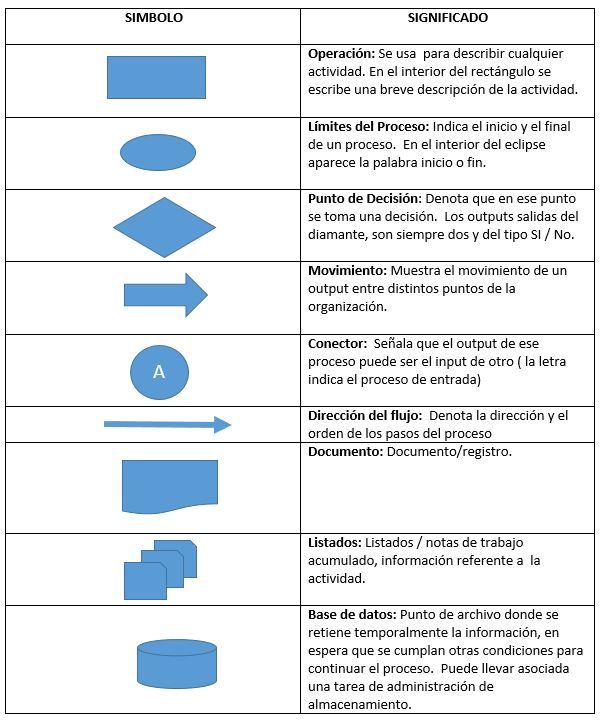 SIMBOLO
SIGNIFICADO
Operación: Se usa  para describir cualquier
actividad. En el interior del rectángulo se
escribe una breve descripción de la actividad.
Límites del Proceso: Indica el inicio y el final
de un proceso.  En el interior del eclipse
aparece la palabra inicio o fin.
Punto de Decisión: Denota que en ese punto
se toma una decisión.  Los outputs salidas del
diamante, son siempre dos y del tipo SI / No.
Movimiento: Muestra el movimiento de un
output entre distintos puntos de la
organización.
A
Conector:  Señala que el output de ese
proceso puede ser el input de otro ( la letra
indica el proceso de entrada)
Dirección del flujo:  Denota la dirección y el
orden de los pasos del proceso
Documento: Documento/registro.
Listados: Listados / notas de trabajo
acumulado, información referente a  la
actividad.
Base de datos: Punto de archivo donde se
retiene temporalmente la información, en
espera que se cumplan otras condiciones para
continuar el proceso.  Puede llevar asociada
una tarea de administración de
almacenamiento.